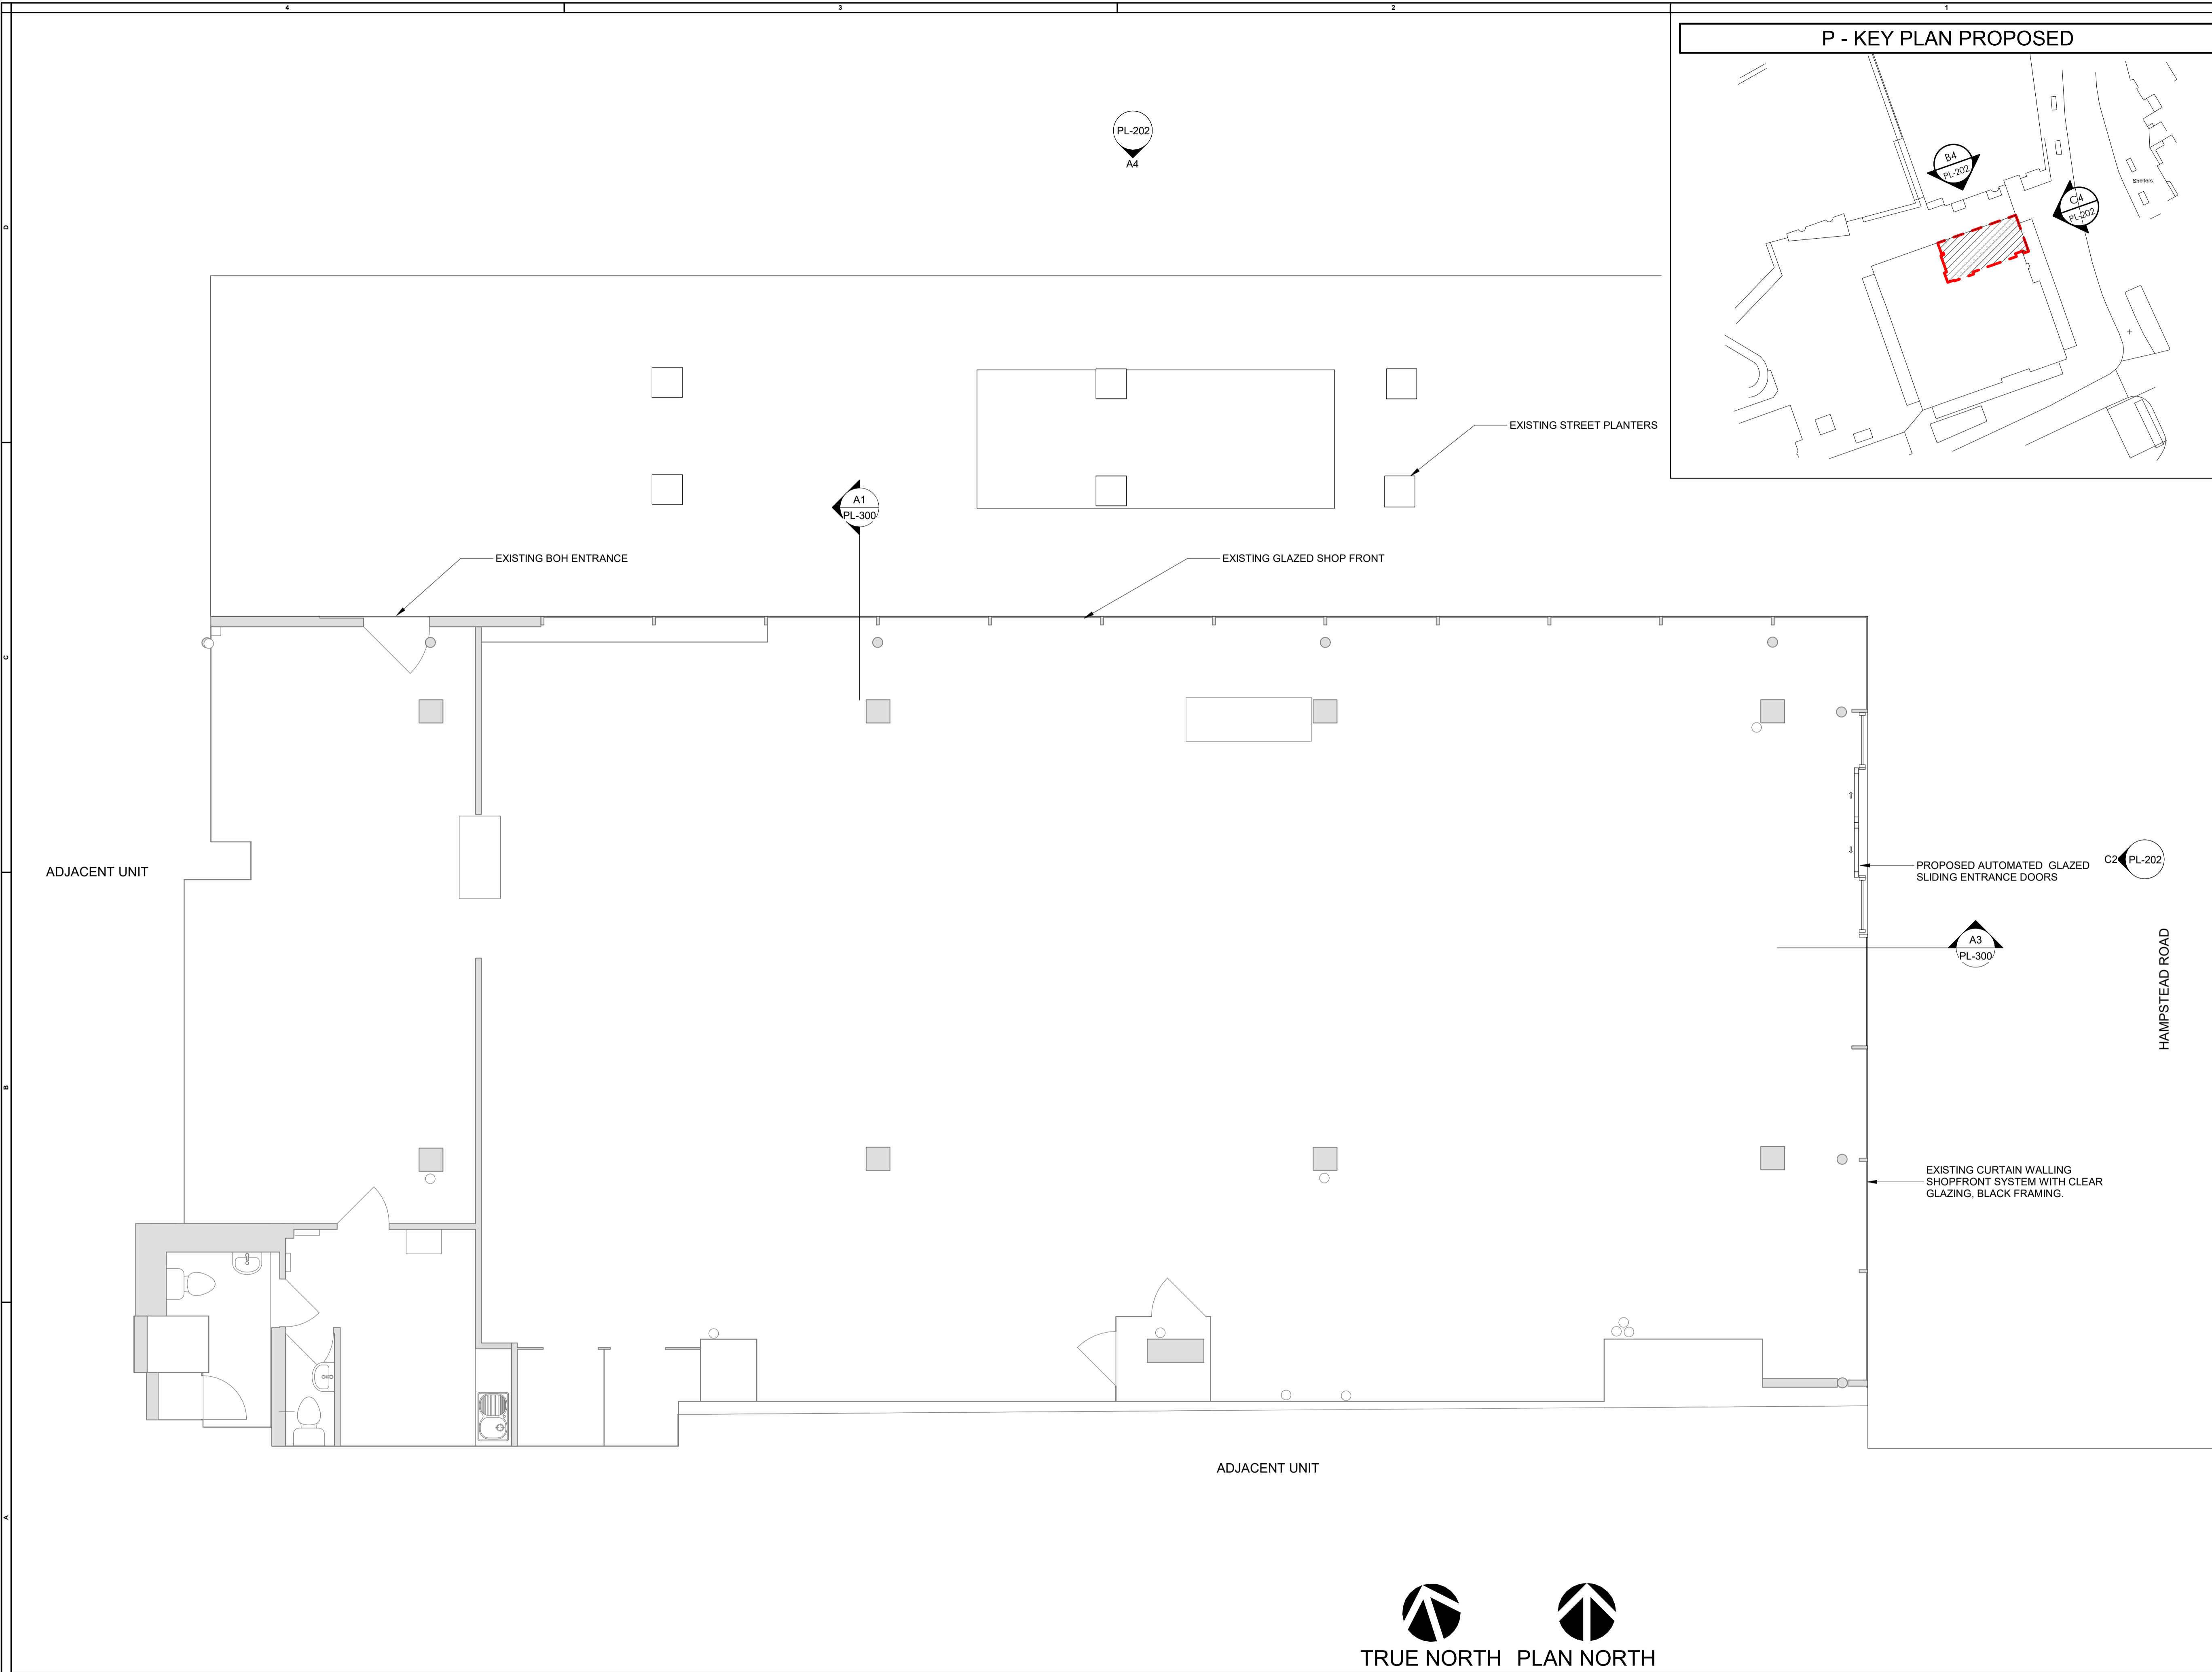 4
3
2
1
P - KEY PLAN PROPOSED
B4
PL-202
C4
PL-202
Shelters
PL-202
A4
D
EXISTING STREET PLANTERS
A1
PL-300
EXISTING BOH ENTRANCE
EXISTING GLAZED SHOP FRONT
C
ADJACENT UNIT
PROPOSED AUTOMATED  GLAZED
SLIDING ENTRANCE DOORS
C2
PL-202
A3
PL-300
HAMPSTEAD ROAD
B
EXISTING CURTAIN WALLING
SHOPFRONT SYSTEM WITH CLEAR
GLAZING, BLACK FRAMING.
ADJACENT UNIT
A
TRUE NORTH
PLAN NORTH